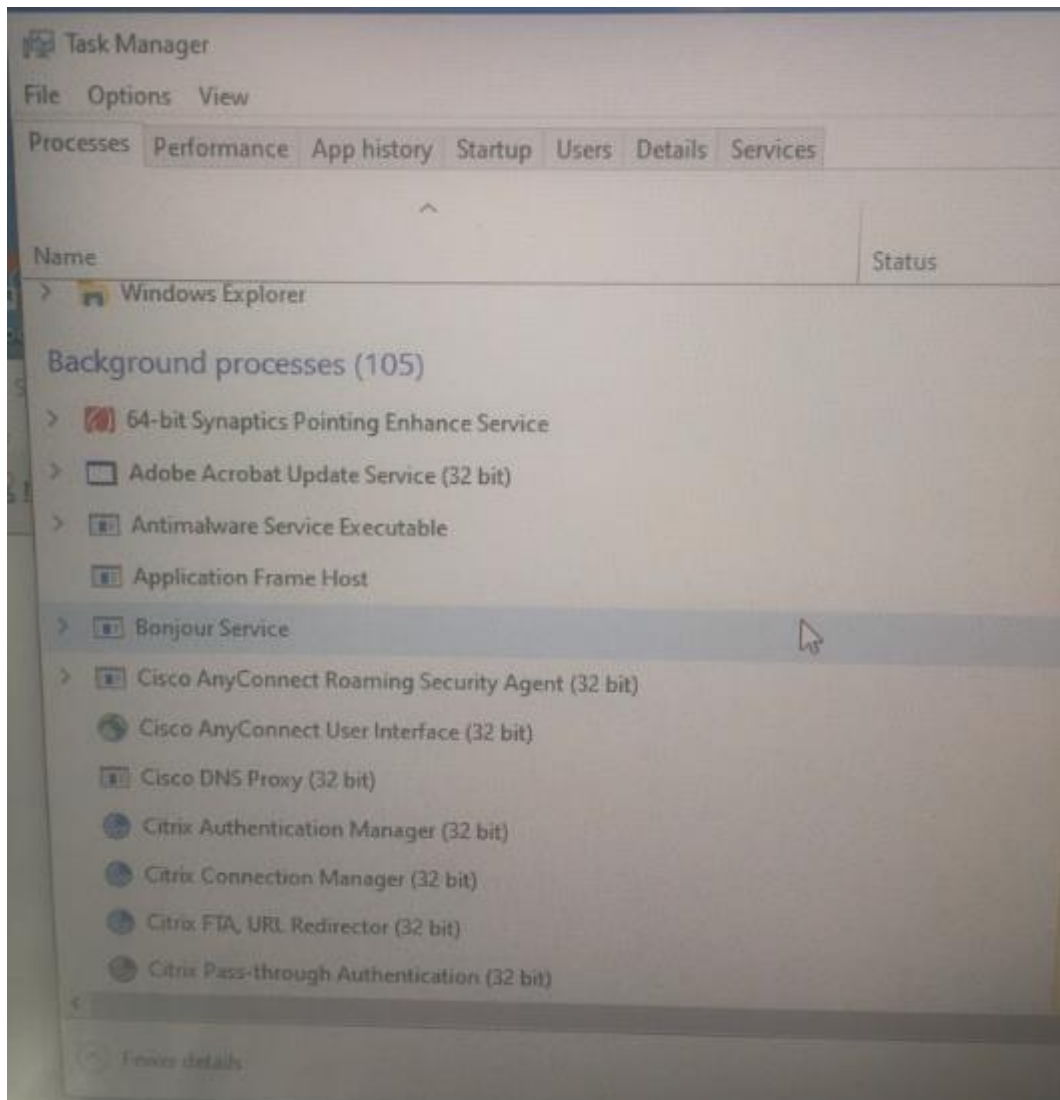 Task Manager
File Options View
Processes Performance App history Startup Users Details Services
Name Status
Windows Explorer
Background processes (105)
64-bit Synaptics Pointing Enhance Service
Adobe Acrobat Update Service (32 bit)
Antimalware Service Executable
Application Frame Host
Bonjour Service
Cisco AnyConnect Roaming Security Agent (32 bit)
Cisco AnyConnect User Interface (32 bit)
Cisco DNS Proxy (32 bit)
Citrix Authentication Manager (32 bit)
Citrix Connection Manager (32 bit)
Citrix FTA, URL Redirector (32 bit)
Citrix Pass-through Authentication (32 bit)
Fewer details